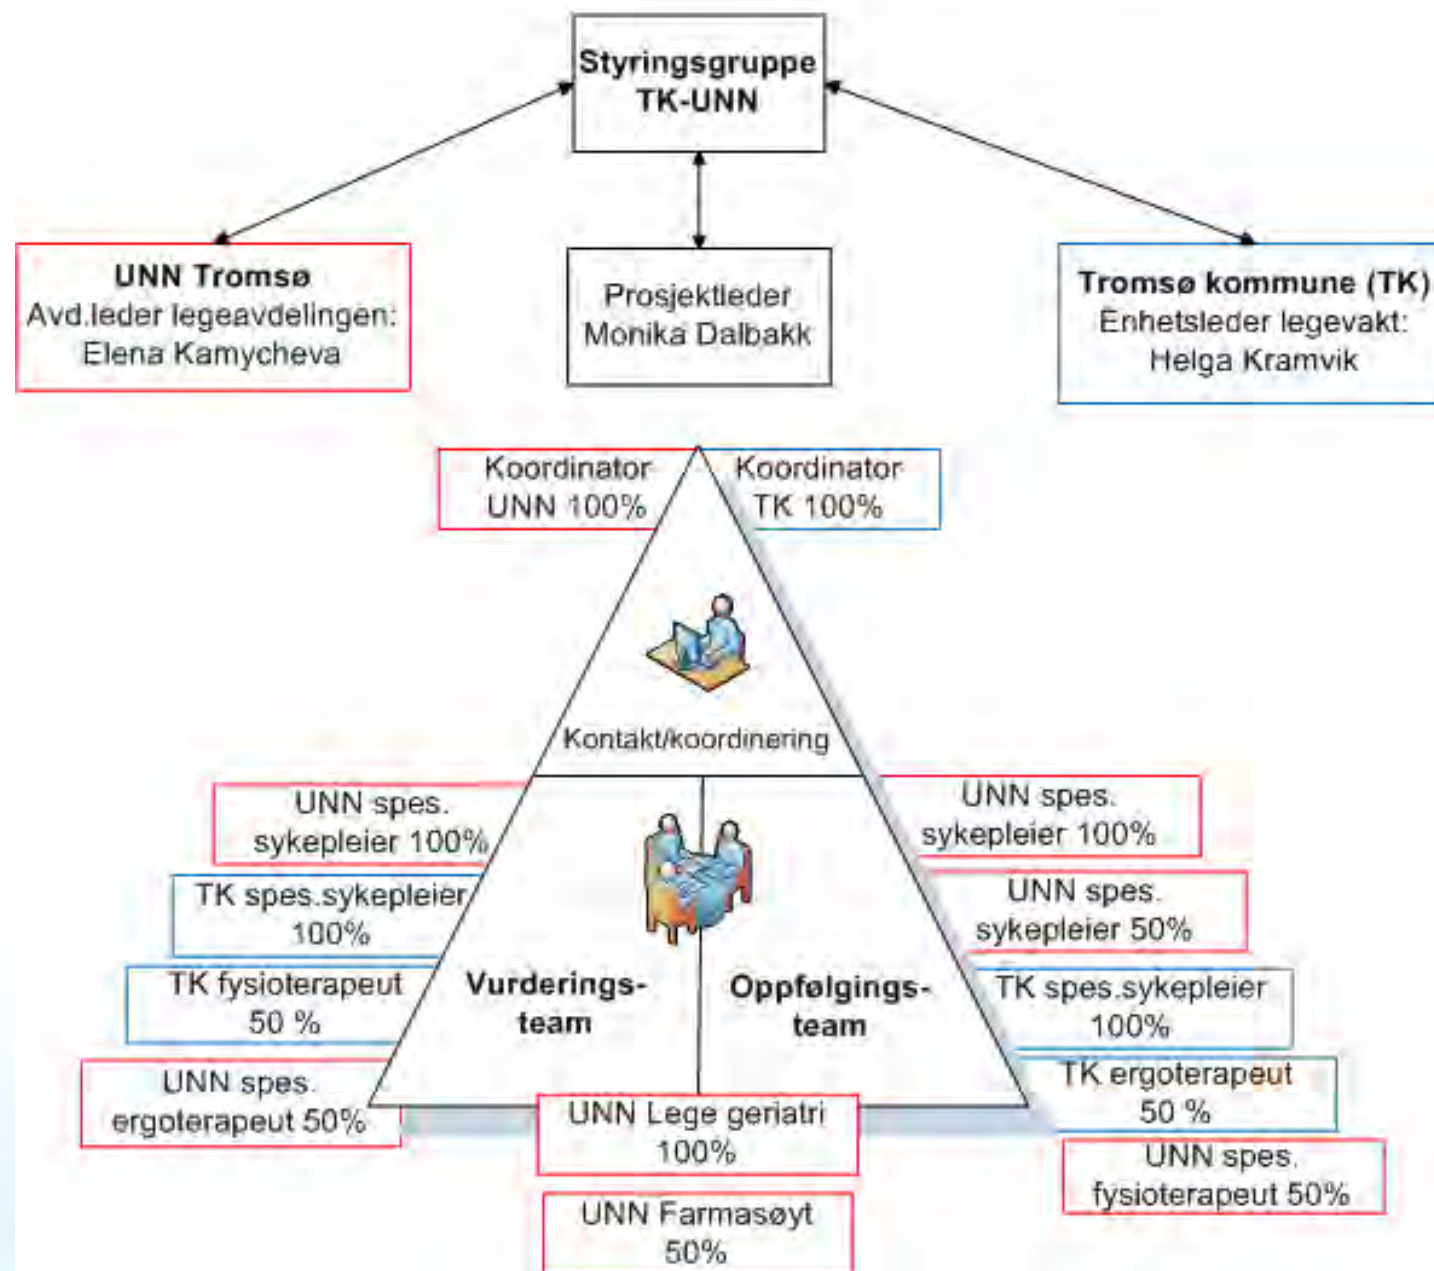 Styringsgruppe
TK-UNN
UNN Tromsø
Avd.leder legeavdelingen:
Elena Kamycheva
Prosjektleder
Monika Dalbakk
Tromsø kommune (TK)
Enhetsleder legevakt:
Helga Kramvik
Koordinator
UNN 100%
Koordinator
TK 100%
Kontakt/koordinering
UNN spes.
sykepleier 100%
TK spes.sykepleier
100%
TK fysioterapeut
50 %
UNN spes.
ergoterapeut 50%
Vurderings-
team
Oppfølgings-
team
UNN spes.
sykepleier 100%
UNN spes.
sykepleier 50%
TK spes.sykepleier
100%
TK ergoterapeut
50 %
UNN spes.
fysioterapeut 50%
UNN Lege geriatri
100%
UNN Farmasøyt
50%